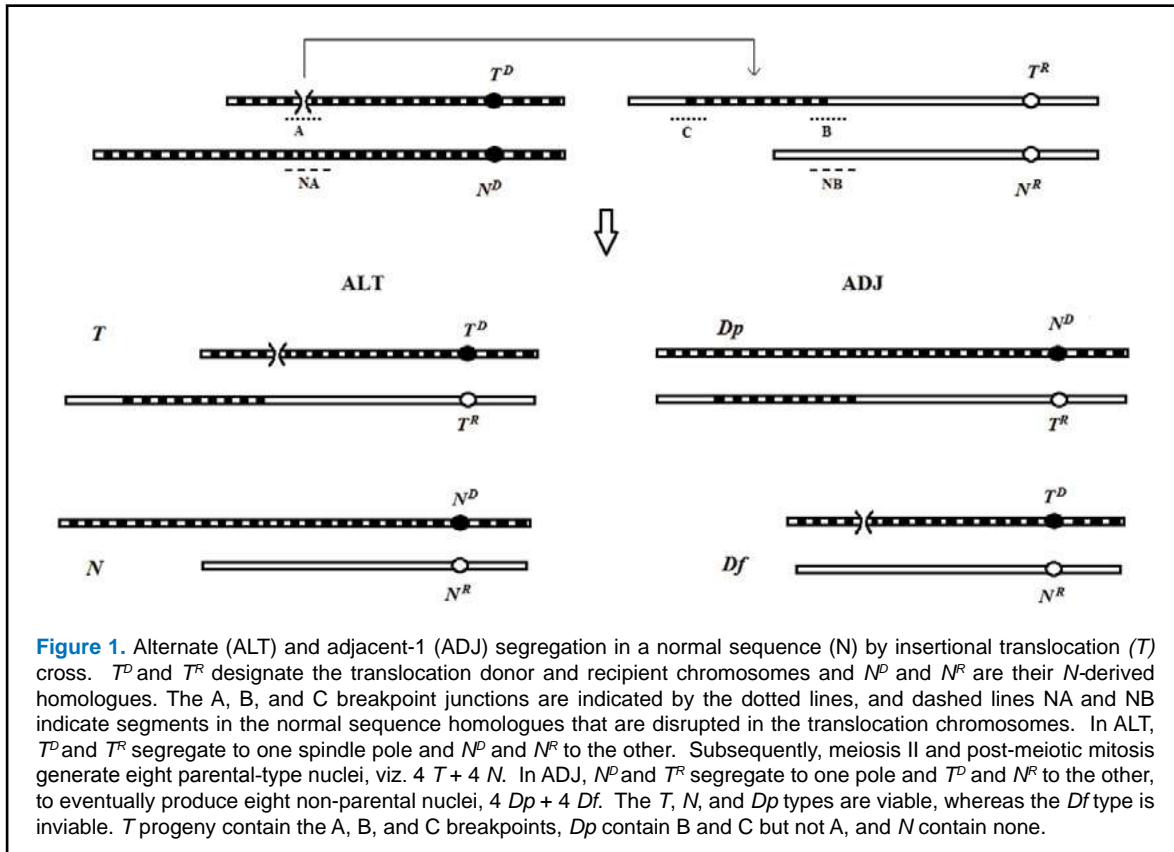 T^D
T^R
A
C
B
NA
N^D
NB
N^R
ALT
ADJ
T
T^D
Dp
N^D
T^R
T^R
N^D
T^D
N
Df
N^R
N^R
Figure 1. Alternate (ALT) and adjacent-1 (ADJ) segregation in a normal sequence (N) by insertional translocation (T)
cross. T^D and T^R designate the translocation donor and recipient chromosomes and N^D and N^R are their N-derived
homologues. The A, B, and C breakpoint junctions are indicated by the dotted lines, and dashed lines NA and NB
indicate segments in the normal sequence homologues that are disrupted in the translocation chromosomes. In ALT,
T^D and T^R segregate to one spindle pole and N^D and N^R to the other. Subsequently, meiosis II and post-meiotic mitosis
generate eight parental-type nuclei, viz. 4 T + 4 N. In ADJ, N^D and T^R segregate to one pole and T^D and N^R to the other,
to eventually produce eight non-parental nuclei, 4 Dp + 4 Df. The T, N, and Dp types are viable, whereas the Df type is
inviable. T progeny contain the A, B, and C breakpoints, Dp contain B and C but not A, and N contain none.